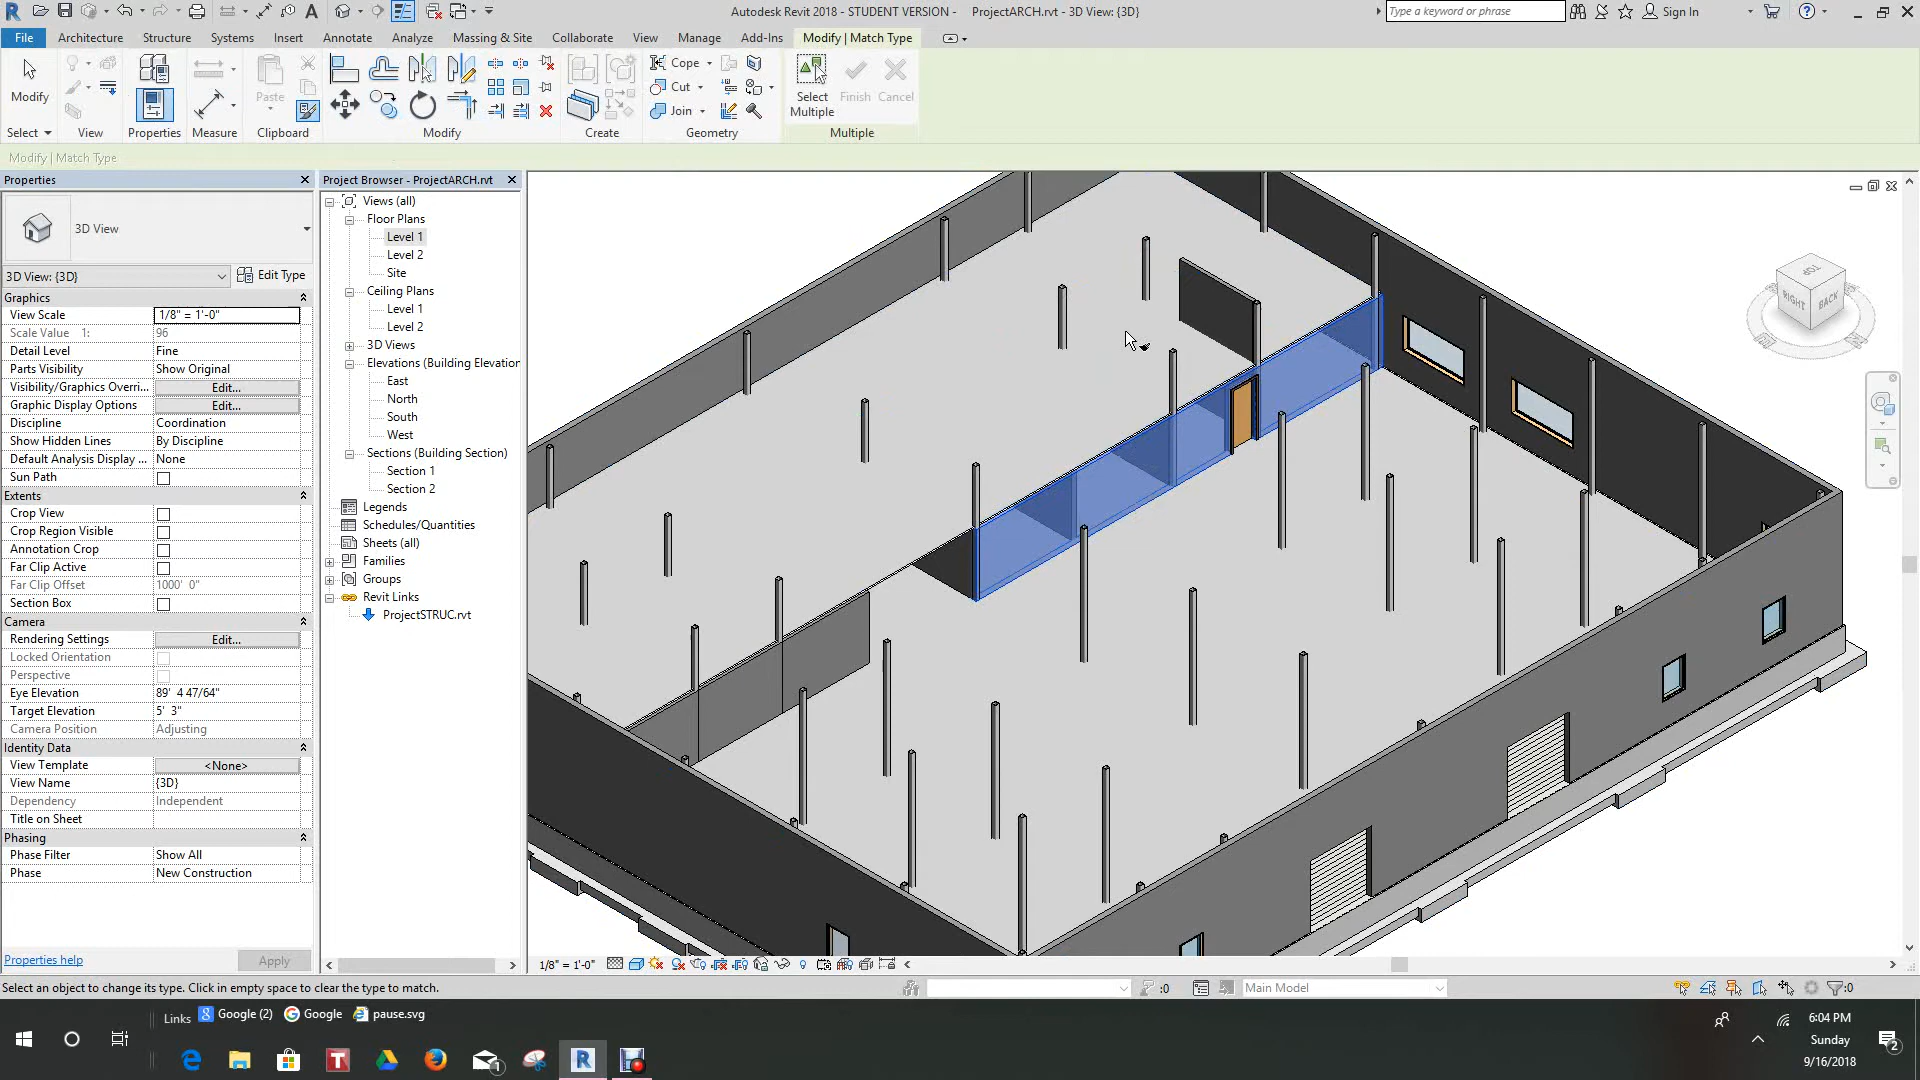 Autodesk Revit 2018 - STUDENT VERSION - ProjectARCH.rvt - 3D View: {3D}
Type a keyword or phrase
Sign In
File Architecture Structure Systems Insert Annotate Analyze Massing & Site Collaborate View Manage Add-Ins Modify | Match Type
Modify
Paste
Cope
Cut
Join
Select Multiple
Finish
Cancel
Select View Properties Measure Clipboard Modify Create Geometry Multiple
Modify | Match Type
Properties
3D View
3D View: {3D}
Edit Type
Graphics
View Scale 1/8" = 1'-0"
Scale Value 1: 96
Detail Level Fine
Parts Visibility Show Original
Visibility/Graphics Overri... Edit...
Graphic Display Options Edit...
Discipline Coordination
Show Hidden Lines By Discipline
Default Analysis Display ... None
Sun Path
Extents
Crop View
Crop Region Visible
Annotation Crop
Far Clip Active
Far Clip Offset 1000' 0"
Section Box
Camera
Rendering Settings Edit...
Locked Orientation
Perspective
Eye Elevation 89' 4 47/64"
Target Elevation 5' 3"
Camera Position Adjusting
Identity Data
View Template <None>
View Name {3D}
Dependency Independent
Title on Sheet
Phasing
Phase Filter Show All
Phase New Construction
Properties help
Apply
Project Browser - ProjectARCH.rvt
Views (all)
Floor Plans
Level 1
Level 2
Site
Ceiling Plans
Level 1
Level 2
3D Views
Elevations (Building Elevation
East
North
South
West
Sections (Building Section)
Section 1
Section 2
Legends
Schedules/Quantities
Sheets (all)
Families
Groups
Revit Links
ProjectSTRUC.rvt
TOP
RIGHT
BACK
1/8" = 1'-0"
Select an object to change its type. Click in empty space to clear the type to match.
:0
Main Model
:0
Links
Google (2)
Google
pause.svg
6:04 PM
Sunday
9/16/2018
2
1